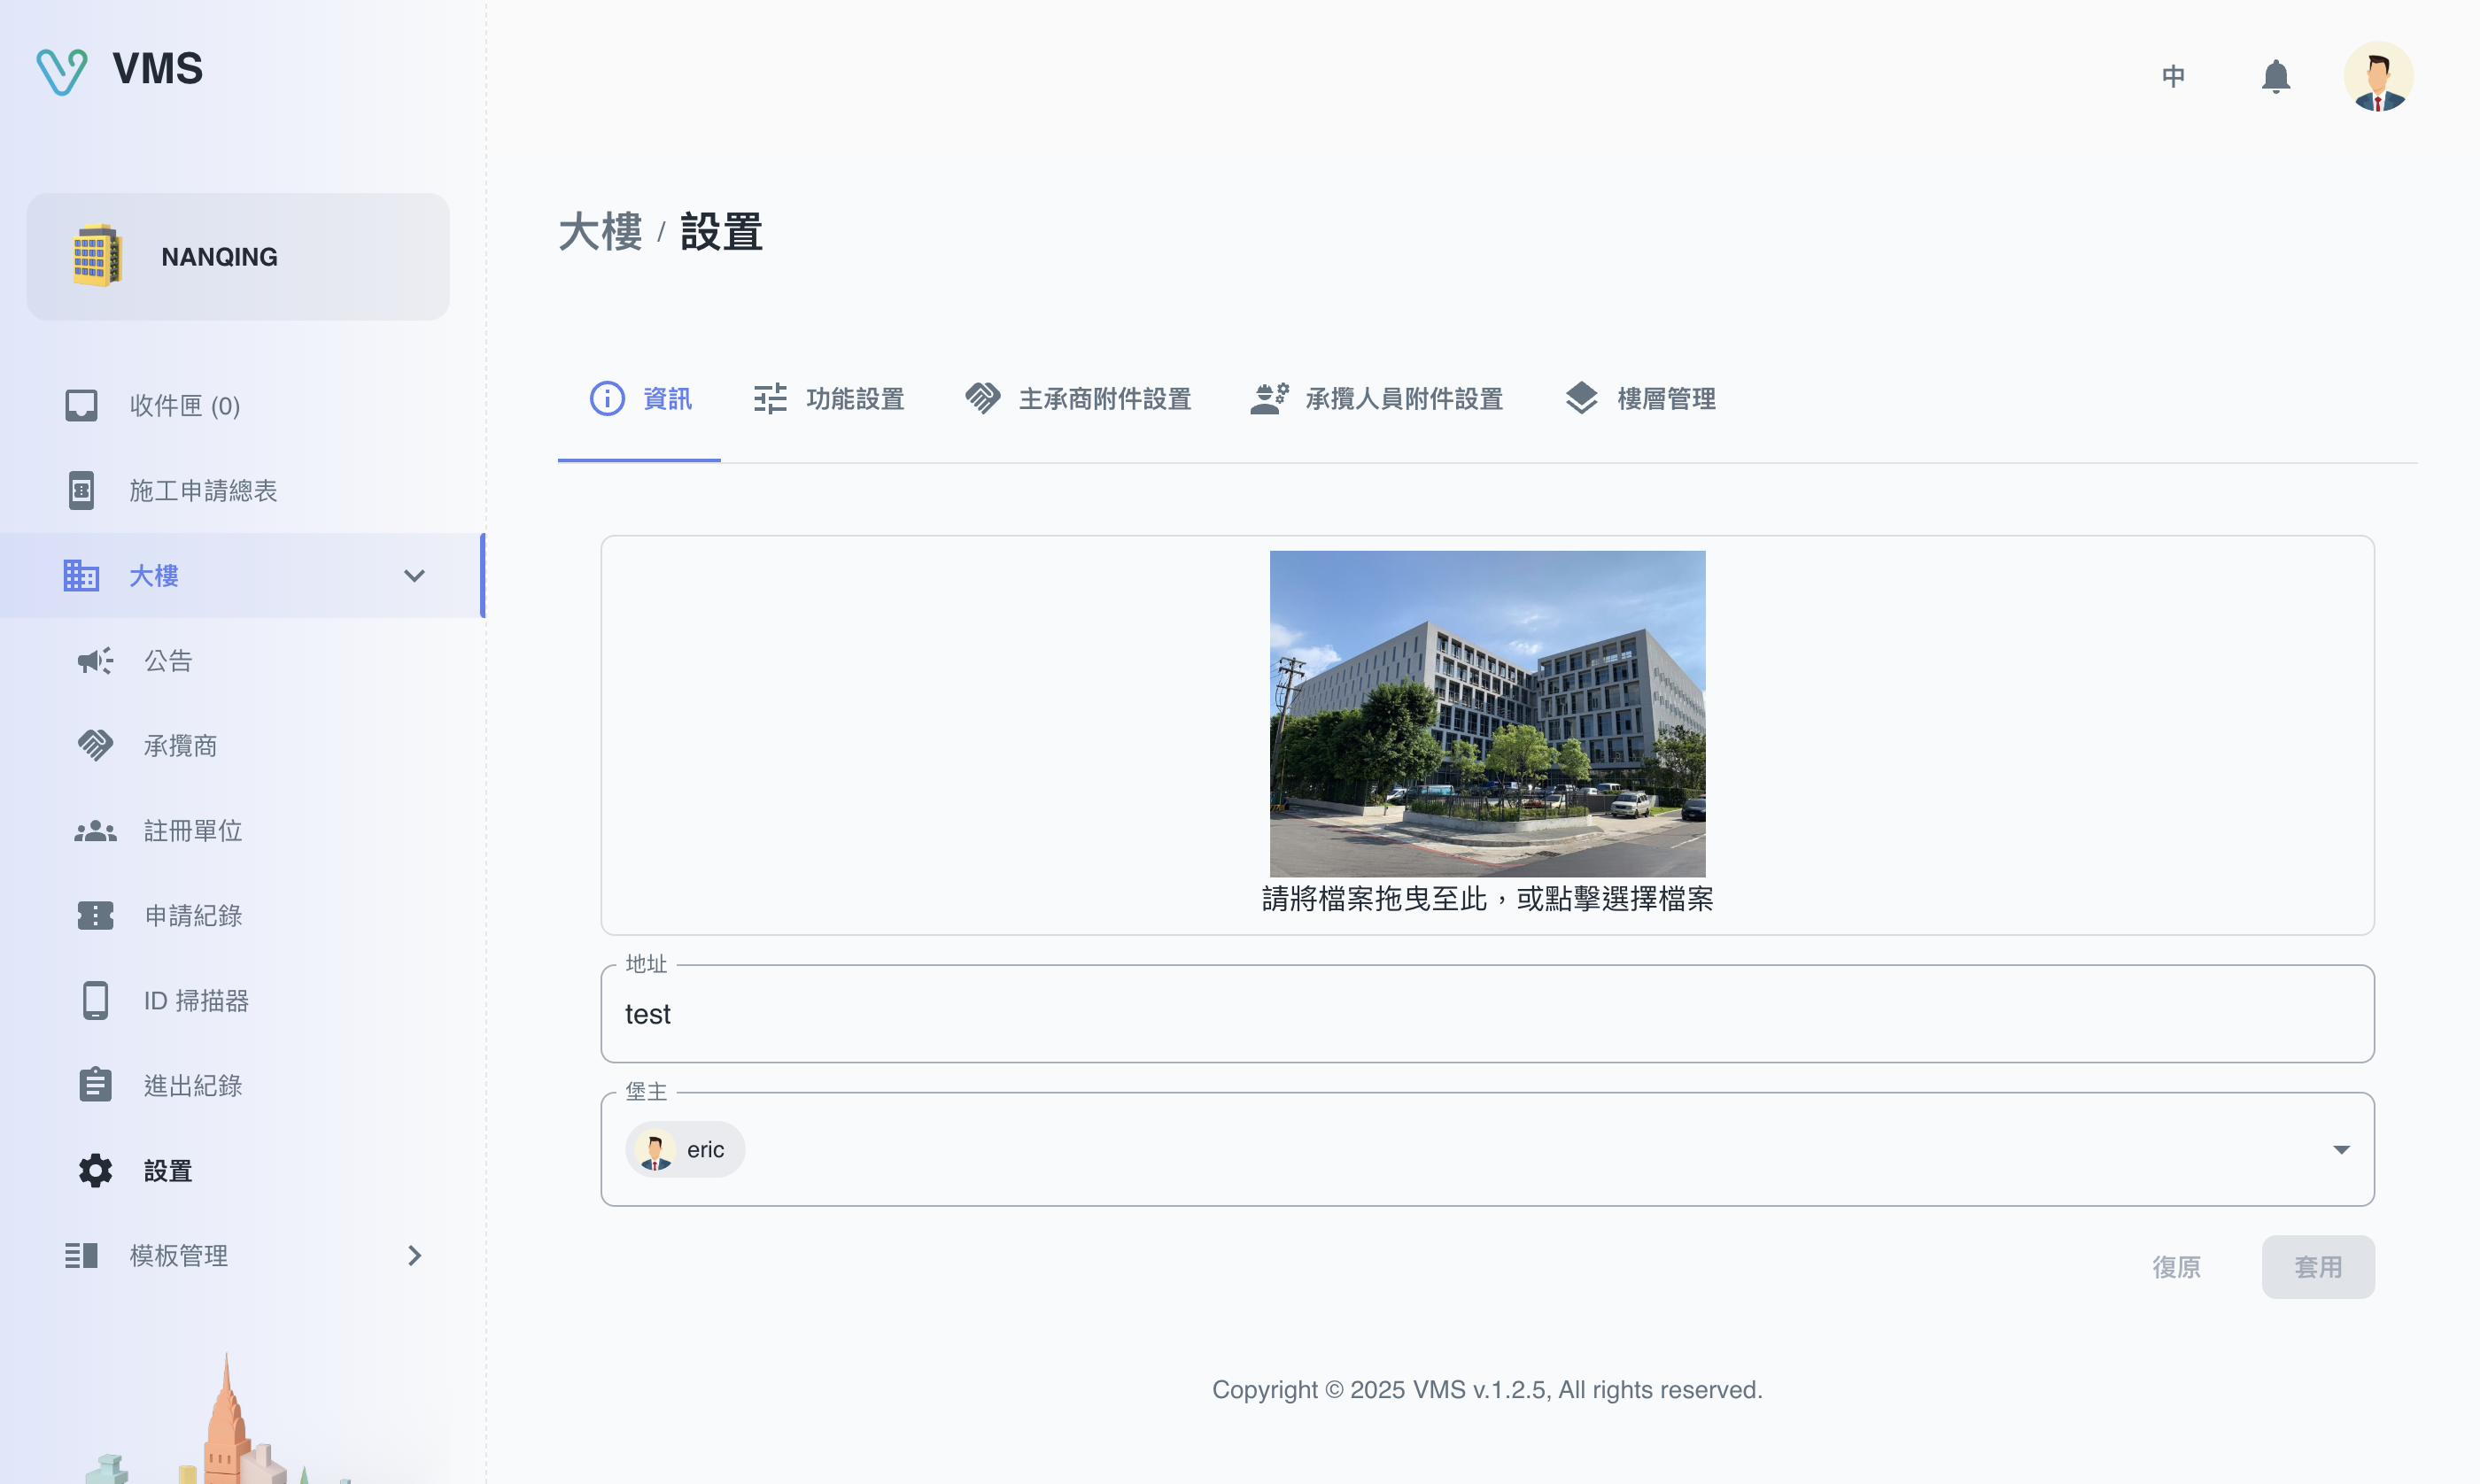 VMS
中
NANQING
收件匣 (0)
施工申請總表
大樓
公告
承攬商
註冊單位
申請紀錄
ID 掃描器
進出紀錄
設置
模板管理
大樓 / 設置
資訊
功能設置
主承商附件設置
承攬人員附件設置
樓層管理
請將檔案拖曳至此，或點擊選擇檔案
地址
test
堡主
eric
復原
套用
Copyright © 2025 VMS v.1.2.5, All rights reserved.